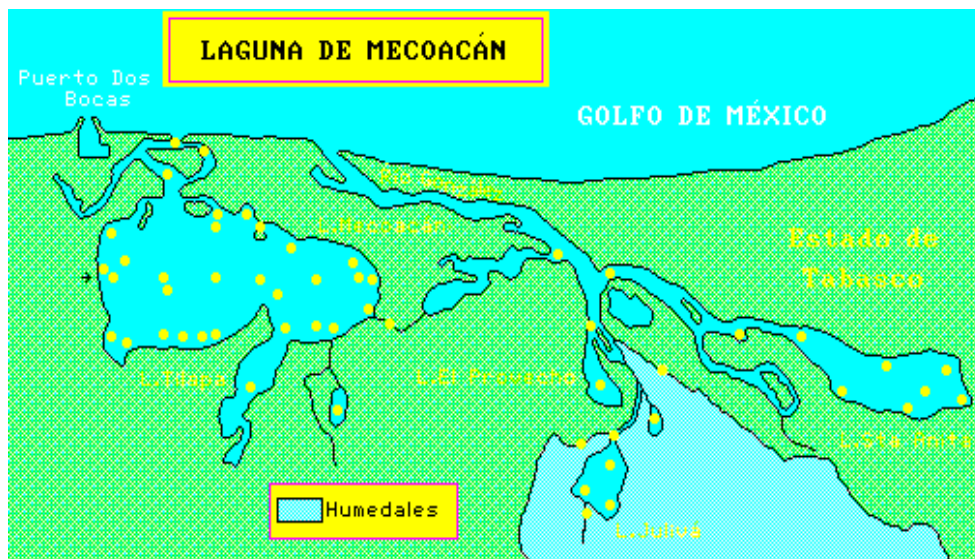 LAGUNA DE MECOACÁN
Puerto Dos
Bocas
GOLFO DE MÉXICO
Río González
L.Mecoacán
Estado de
Tabasco
L.Tupa
L.El Provecho
L.Sta Anita
Humedales
L.Julivá